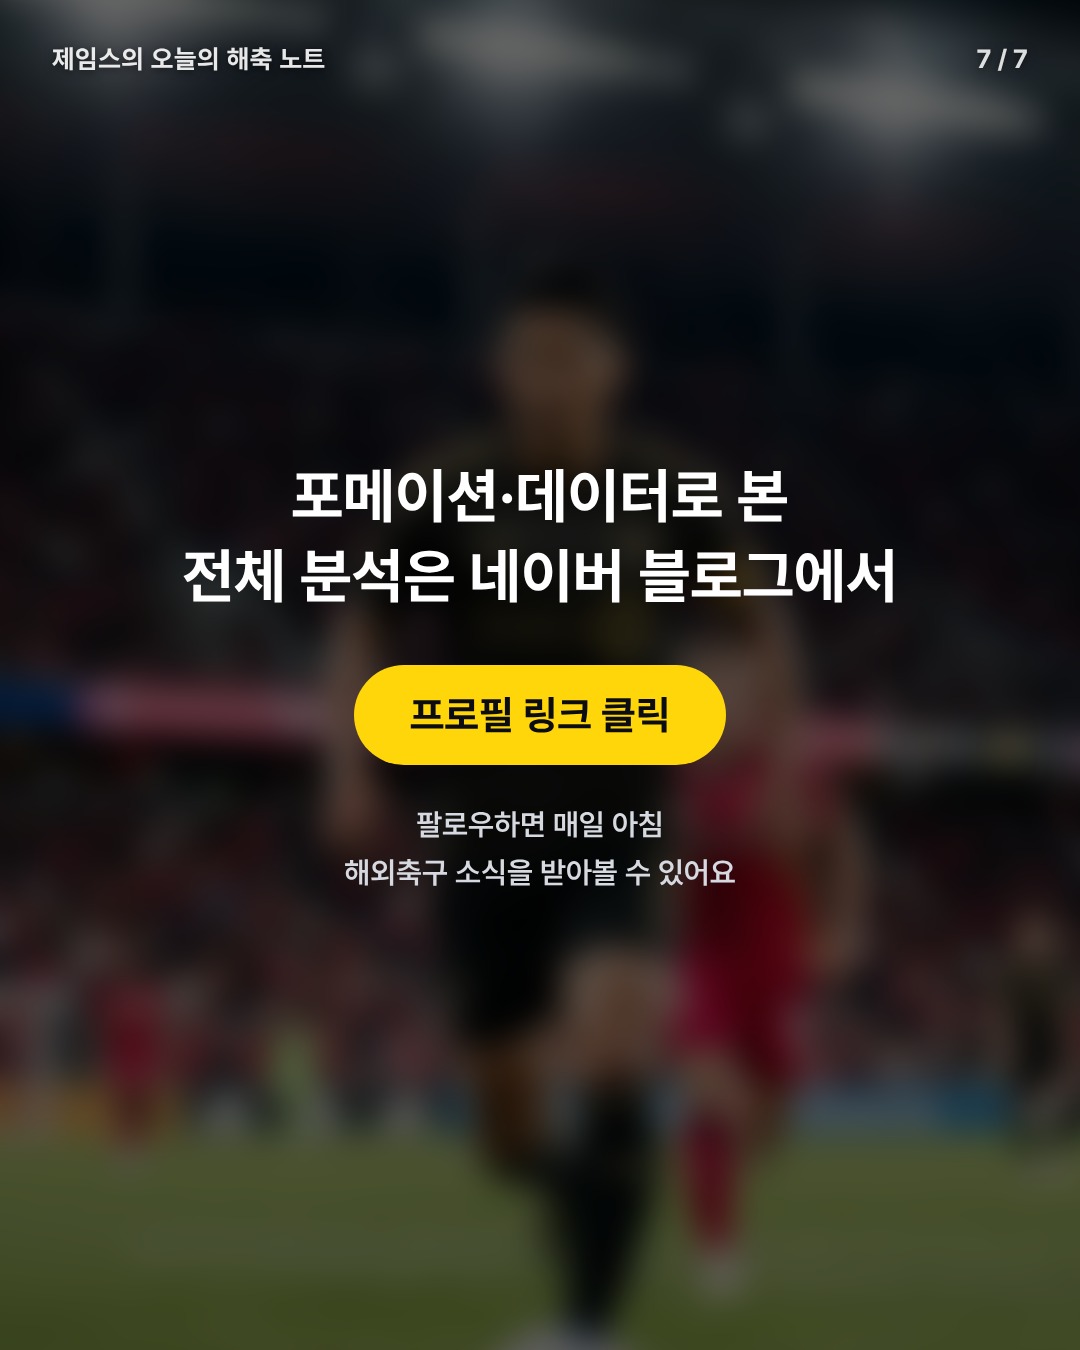 제임스의 오늘의 해축 노트
7 / 7
포메이션·데이터로 본
전체 분석은 네이버 블로그에서
프로필 링크 클릭
팔로우하면 매일 아침
해외축구 소식을 받아볼 수 있어요